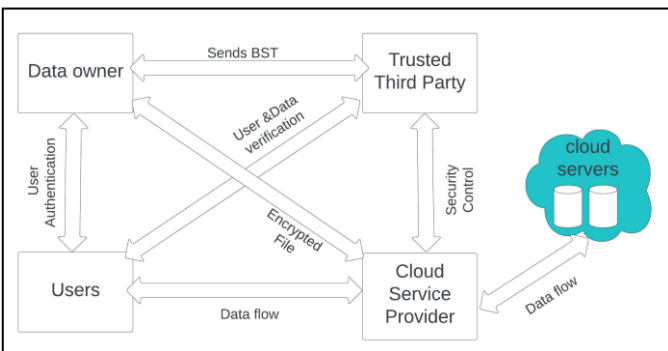 Sends BST
Data owner
Trusted
Third Party
User &Data
verification
cloud
servers
User
Authentication
Security
Control
Encrypted
File
Users
Cloud
Service
Provider
Data flow
Data flow